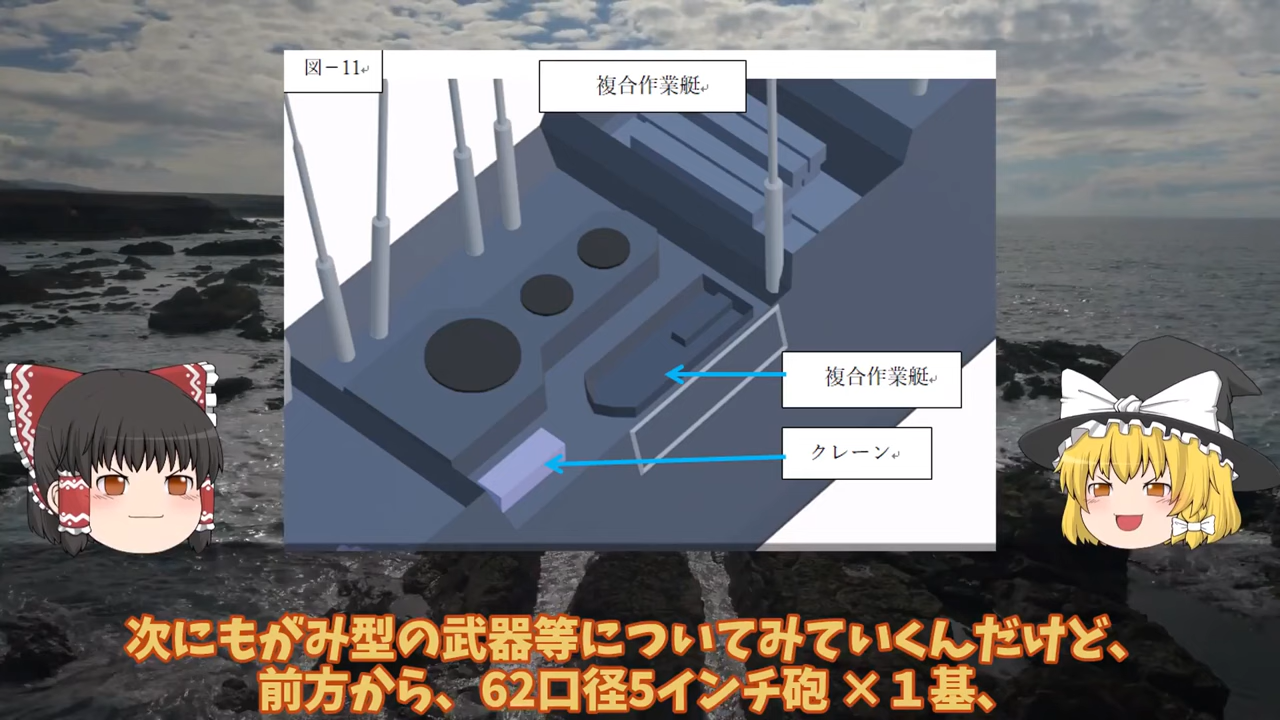 図－11
複合作業艇
複合作業艇
クレーン
次にもがみ型の武器等についてみていくんだけど、
前方から、62口径5インチ砲 ×１基、